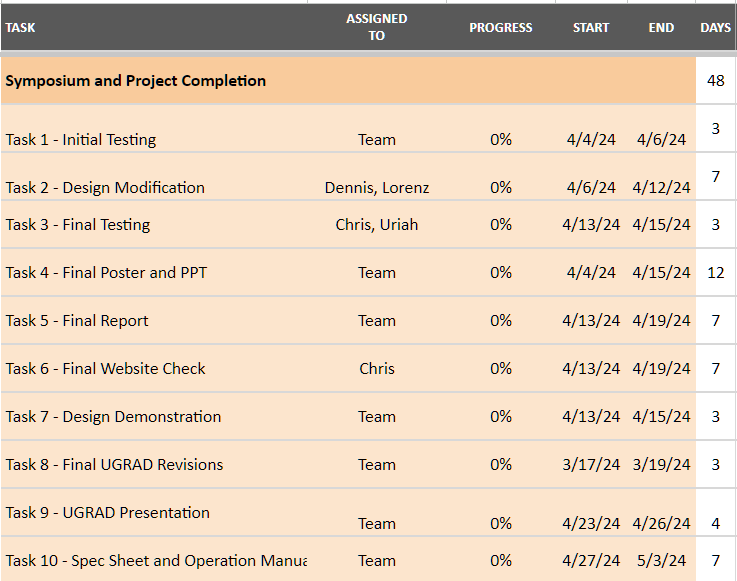 TASK ASSIGNED TO PROGRESS START END DAYS
Symposium and Project Completion 48
Task 1 - Initial Testing Team 0% 4/4/24 4/6/24 3
Task 2 - Design Modification Dennis, Lorenz 0% 4/6/24 4/12/24 7
Task 3 - Final Testing Chris, Uriah 0% 4/13/24 4/15/24 3
Task 4 - Final Poster and PPT Team 0% 4/4/24 4/15/24 12
Task 5 - Final Report Team 0% 4/13/24 4/19/24 7
Task 6 - Final Website Check Chris 0% 4/13/24 4/19/24 7
Task 7 - Design Demonstration Team 0% 4/13/24 4/15/24 3
Task 8 - Final UGRAD Revisions Team 0% 3/17/24 3/19/24 3
Task 9 - UGRAD Presentation Team 0% 4/23/24 4/26/24 4
Task 10 - Spec Sheet and Operation Manua Team 0% 4/27/24 5/3/24 7